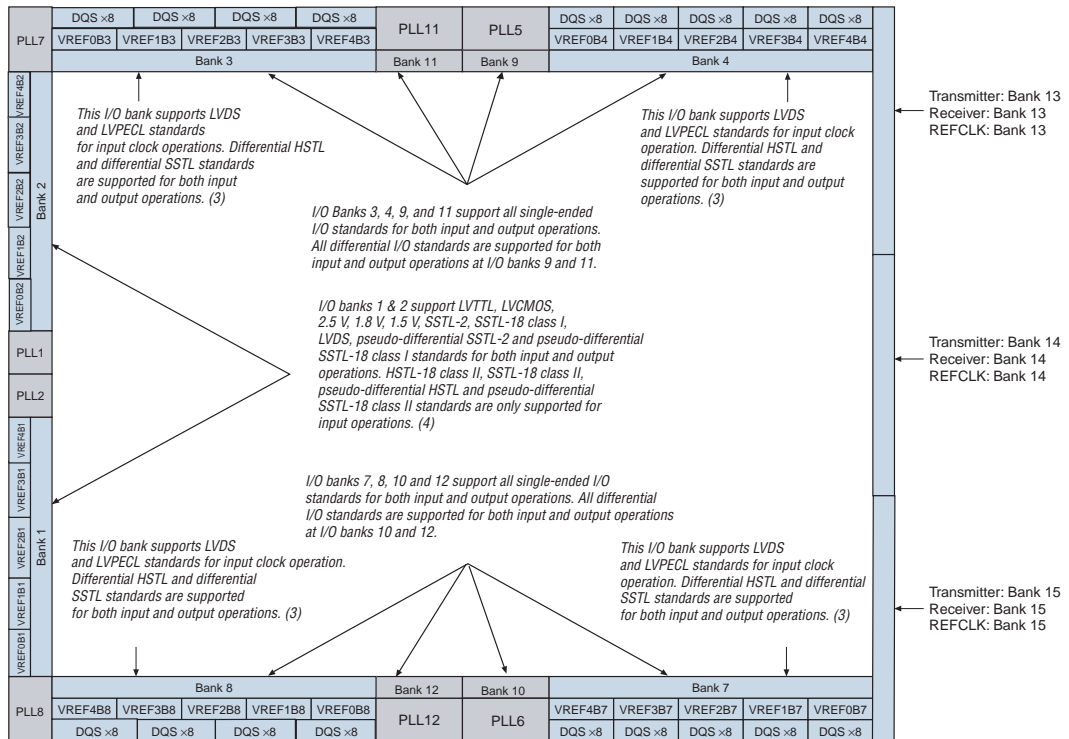 PLL7
DQS ×8 DQS ×8 DQS ×8 DQS ×8
VREF0B3 VREF1B3 VREF2B3 VREF3B3 VREF4B3
Bank 3
PLL11
Bank 11
PLL5
Bank 9
DQS ×8 DQS ×8 DQS ×8 DQS ×8 DQS ×8
VREF0B4 VREF1B4 VREF2B4 VREF3B4 VREF4B4
Bank 4
VREF4B2
VREF3B2
VREF2B2
VREF1B2
VREF0B2
Bank 2
This I/O bank supports LVDS
and LVPECL standards
for input clock operations. Differential HSTL
and differential SSTL standards
are supported for both input
and output operations. (3)
This I/O bank supports LVDS
and LVPECL standards for input clock
operation. Differential HSTL and
differential SSTL standards are
supported for both input and output
operations. (3)
Transmitter: Bank 13
Receiver: Bank 13
REFCLK: Bank 13
I/O Banks 3, 4, 9, and 11 support all single-ended
I/O standards for both input and output operations.
All differential I/O standards are supported for both
input and output operations at I/O banks 9 and 11.
PLL1
PLL2
I/O banks 1 & 2 support LVTTL, LVCMOS,
2.5 V, 1.8 V, 1.5 V, SSTL-2, SSTL-18 class I,
LVDS, pseudo-differential SSTL-2 and pseudo-differential
SSTL-18 class I standards for both input and output
operations. HSTL-18 class II, SSTL-18 class II,
pseudo-differential HSTL and pseudo-differential
SSTL-18 class II standards are only supported for
input operations. (4)
Transmitter: Bank 14
Receiver: Bank 14
REFCLK: Bank 14
VREF4B1
VREF3B1
VREF2B1
VREF1B1
VREF0B1
Bank 1
I/O banks 7, 8, 10 and 12 support all single-ended I/O
standards for both input and output operations. All differential
I/O standards are supported for both input and output operations
at I/O banks 10 and 12.
This I/O bank supports LVDS
and LVPECL standards for input clock operation.
Differential HSTL and differential
SSTL standards are supported
for both input and output operations. (3)
This I/O bank supports LVDS
and LVPECL standards for input clock
operation. Differential HSTL and differential
SSTL standards are supported
for both input and output operations. (3)
Transmitter: Bank 15
Receiver: Bank 15
REFCLK: Bank 15
PLL8
Bank 8
VREF4B8 VREF3B8 VREF2B8 VREF1B8 VREF0B8
DQS ×8 DQS ×8 DQS ×8 DQS ×8
Bank 12
PLL12
Bank 10
PLL6
Bank 7
VREF4B7 VREF3B7 VREF2B7 VREF1B7 VREF0B7
DQS ×8 DQS ×8 DQS ×8 DQS ×8 DQS ×8